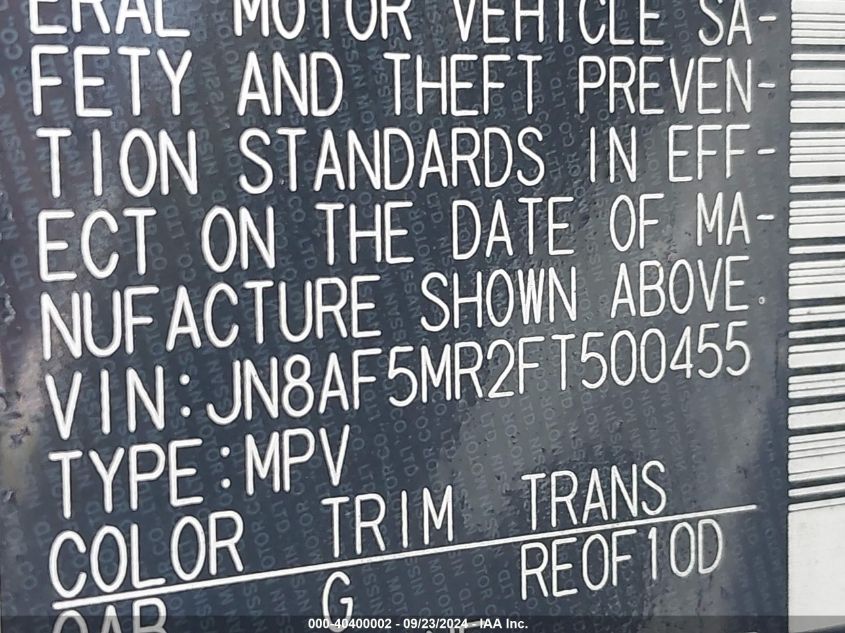 ERAL MOTOR VEHICLE SA-
FETY AND THEFT PREVEN-
TION STANDARDS IN EFF-
ECT ON THE DATE OF MA-
NUFACTURE SHOWN ABOVE.
VIN:JN8AF5MR2FT500455
TYPE:MPV
COLOR TRIM TRANS
QAB G RE0F10D
000-40400002 - 09/23/2024 - IAA Inc.